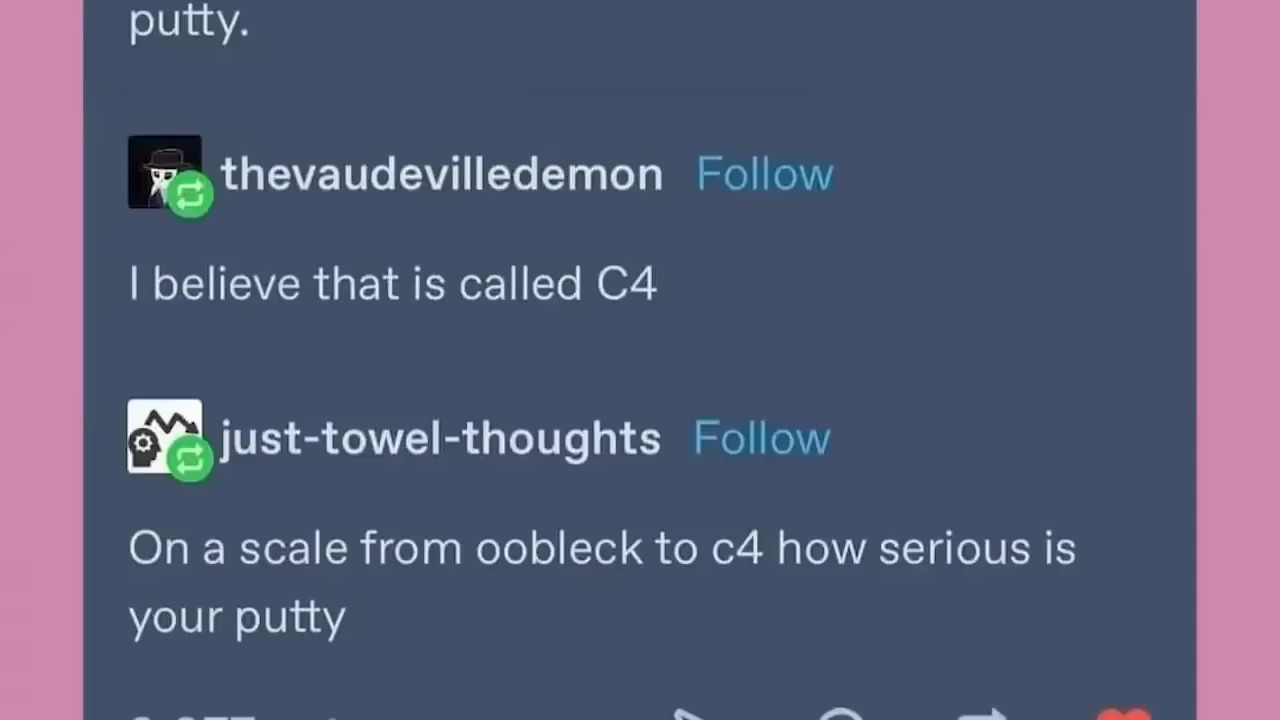 putty.
thevaudevilledemon Follow
I believe that is called C4
just-towel-thoughts Follow
On a scale from oobleck to c4 how serious is
your putty